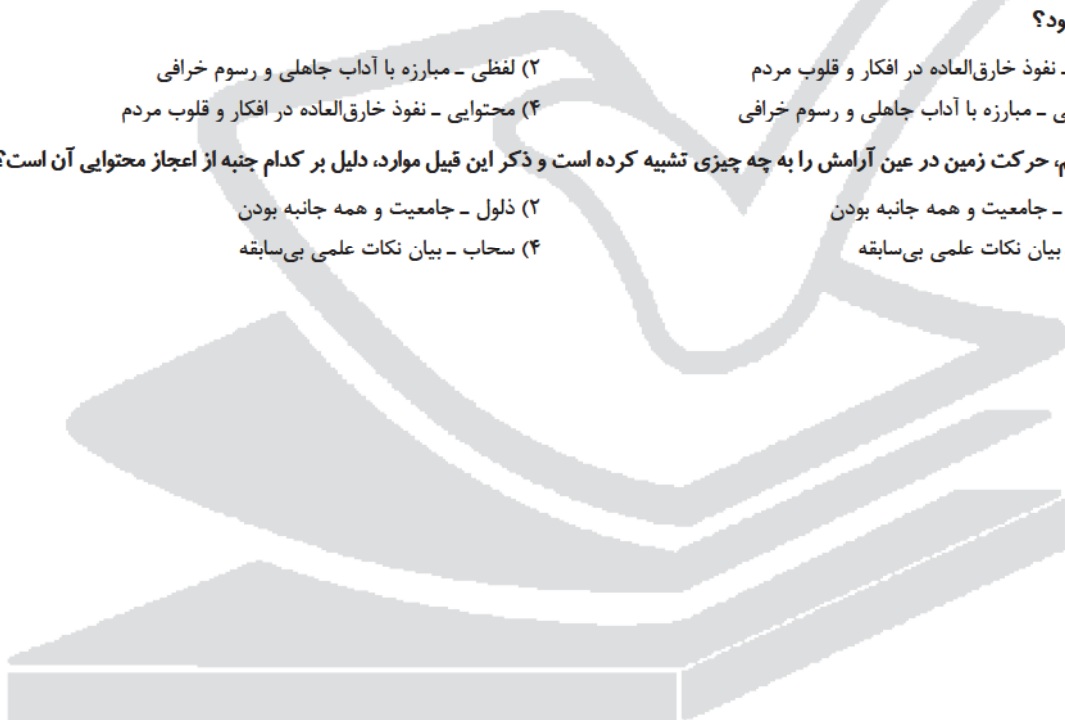 ود؟
ـ نفوذ خارق‌العاده در افکار و قلوب مردم ۲) لفظی ـ مبارزه با آداب جاهلی و رسوم خرافی
ی ـ مبارزه با آداب جاهلی و رسوم خرافی ۴) محتوایی ـ نفوذ خارق‌العاده در افکار و قلوب مردم
م، حرکت زمین در عین آرامش را به چه چیزی تشبیه کرده است و ذکر این قبیل موارد، دلیل بر کدام جنبه از اعجاز محتوایی آن است؟
ـ جامعیت و همه جانبه بودن ۲) ذلول ـ جامعیت و همه جانبه بودن
بیان نکات علمی بی‌سابقه ۴) سحاب ـ بیان نکات علمی بی‌سابقه